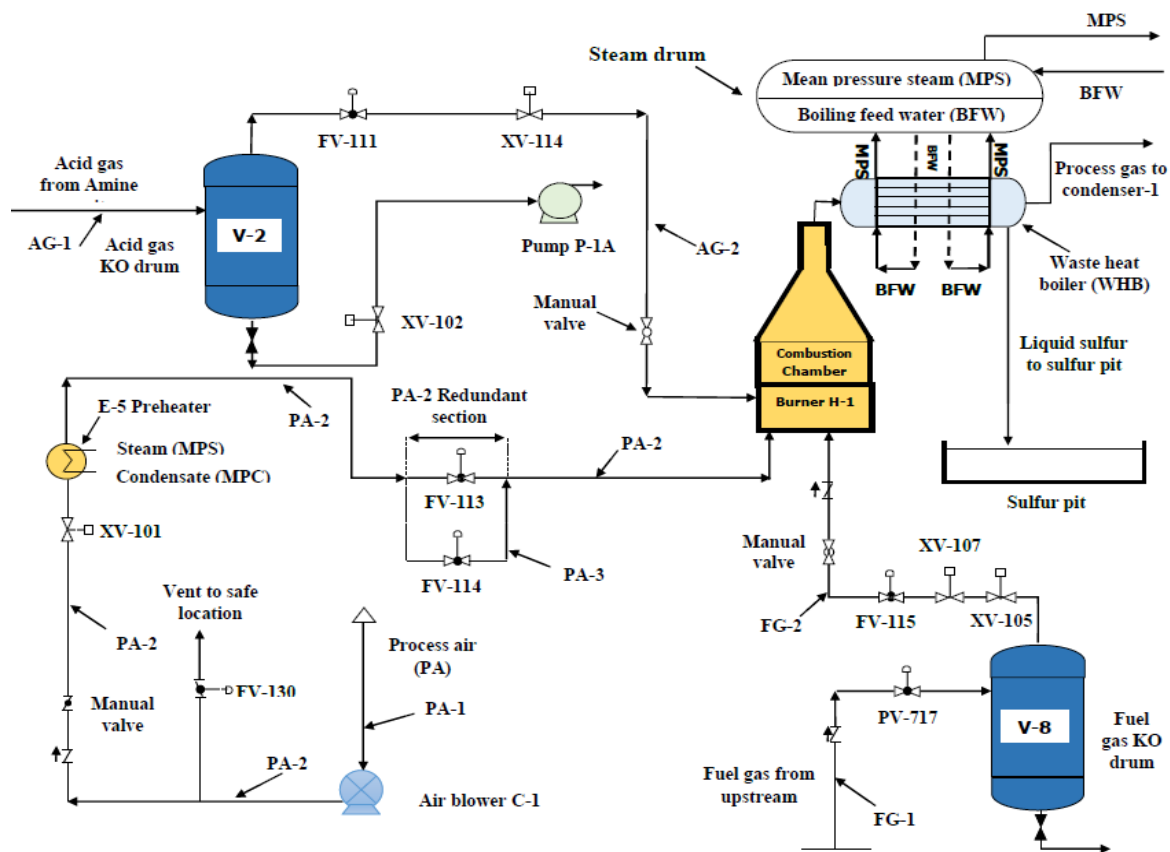 MPS
Steam drum
Mean pressure steam (MPS)
BFW
Boiling feed water (BFW)
FV-111
XV-114
MPS
BFW
MPS
Process gas to
condenser-1
Acid gas
from Amine
AG-1
Acid gas
KO drum
V-2
Pump P-1A
AG-2
BFW
BFW
Waste heat
boiler (WHB)
Manual
valve
XV-102
Combustion
Chamber
Liquid sulfur
to sulfur pit
Burner H-1
PA-2
PA-2 Redundant
section
E-5 Preheater
Steam (MPS)
Condensate (MPC)
PA-2
FV-113
Sulfur pit
XV-101
Manual
valve
XV-107
FV-114
PA-3
Vent to safe
location
FG-2
FV-115
XV-105
PA-2
Process air
(PA)
FV-130
Manual
valve
PA-1
PV-717
V-8
Fuel
gas KO
drum
PA-2
Air blower C-1
Fuel gas from
upstream
FG-1